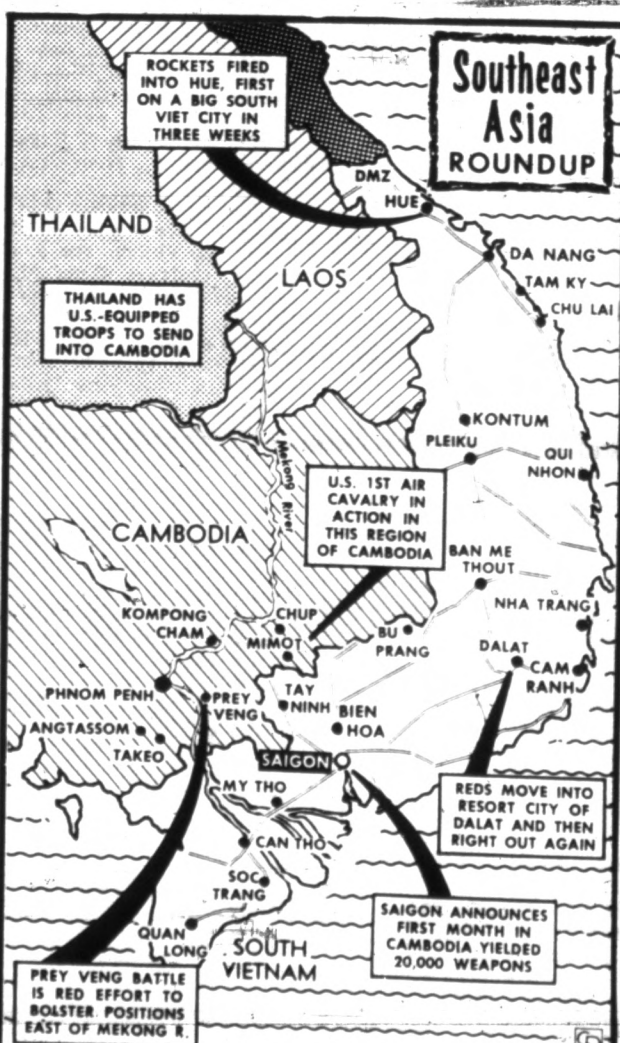 Southeast
Asia
ROUNDUP
ROCKETS FIRED
INTO HUE, FIRST
ON A BIG SOUTH
VIET CITY IN
THREE WEEKS
DMZ
HUE
THAILAND
LAOS
DA NANG
TAM KY
CHU LAI
THAILAND HAS
U.S.-EQUIPPED
TROOPS TO SEND
INTO CAMBODIA
KONTUM
PLEIKU
QUI
NHON
Mekong River
U.S. 1ST AIR
CAVALRY IN
ACTION IN
THIS REGION
OF CAMBODIA
CAMBODIA
BAN ME
THOUT
KOMPONG
CHAM
CHUP
MIMOT
BU
PRANG
NHA TRANG
DALAT
CAM
RANH
PHNOM PENH
PREY
VENG
TAY
NINH
BIEN
HOA
ANGTASSOM
TAKEO
SAIGON
MY THO
REDS MOVE INTO
RESORT CITY OF
DALAT AND THEN
RIGHT OUT AGAIN
CAN THO
SOC
TRANG
SAIGON ANNOUNCES
FIRST MONTH IN
CAMBODIA YIELDED
20,000 WEAPONS
QUAN
LONG
SOUTH
VIETNAM
PREY VENG BATTLE
IS RED EFFORT TO
BOLSTER POSITIONS
EAST OF MEKONG R.